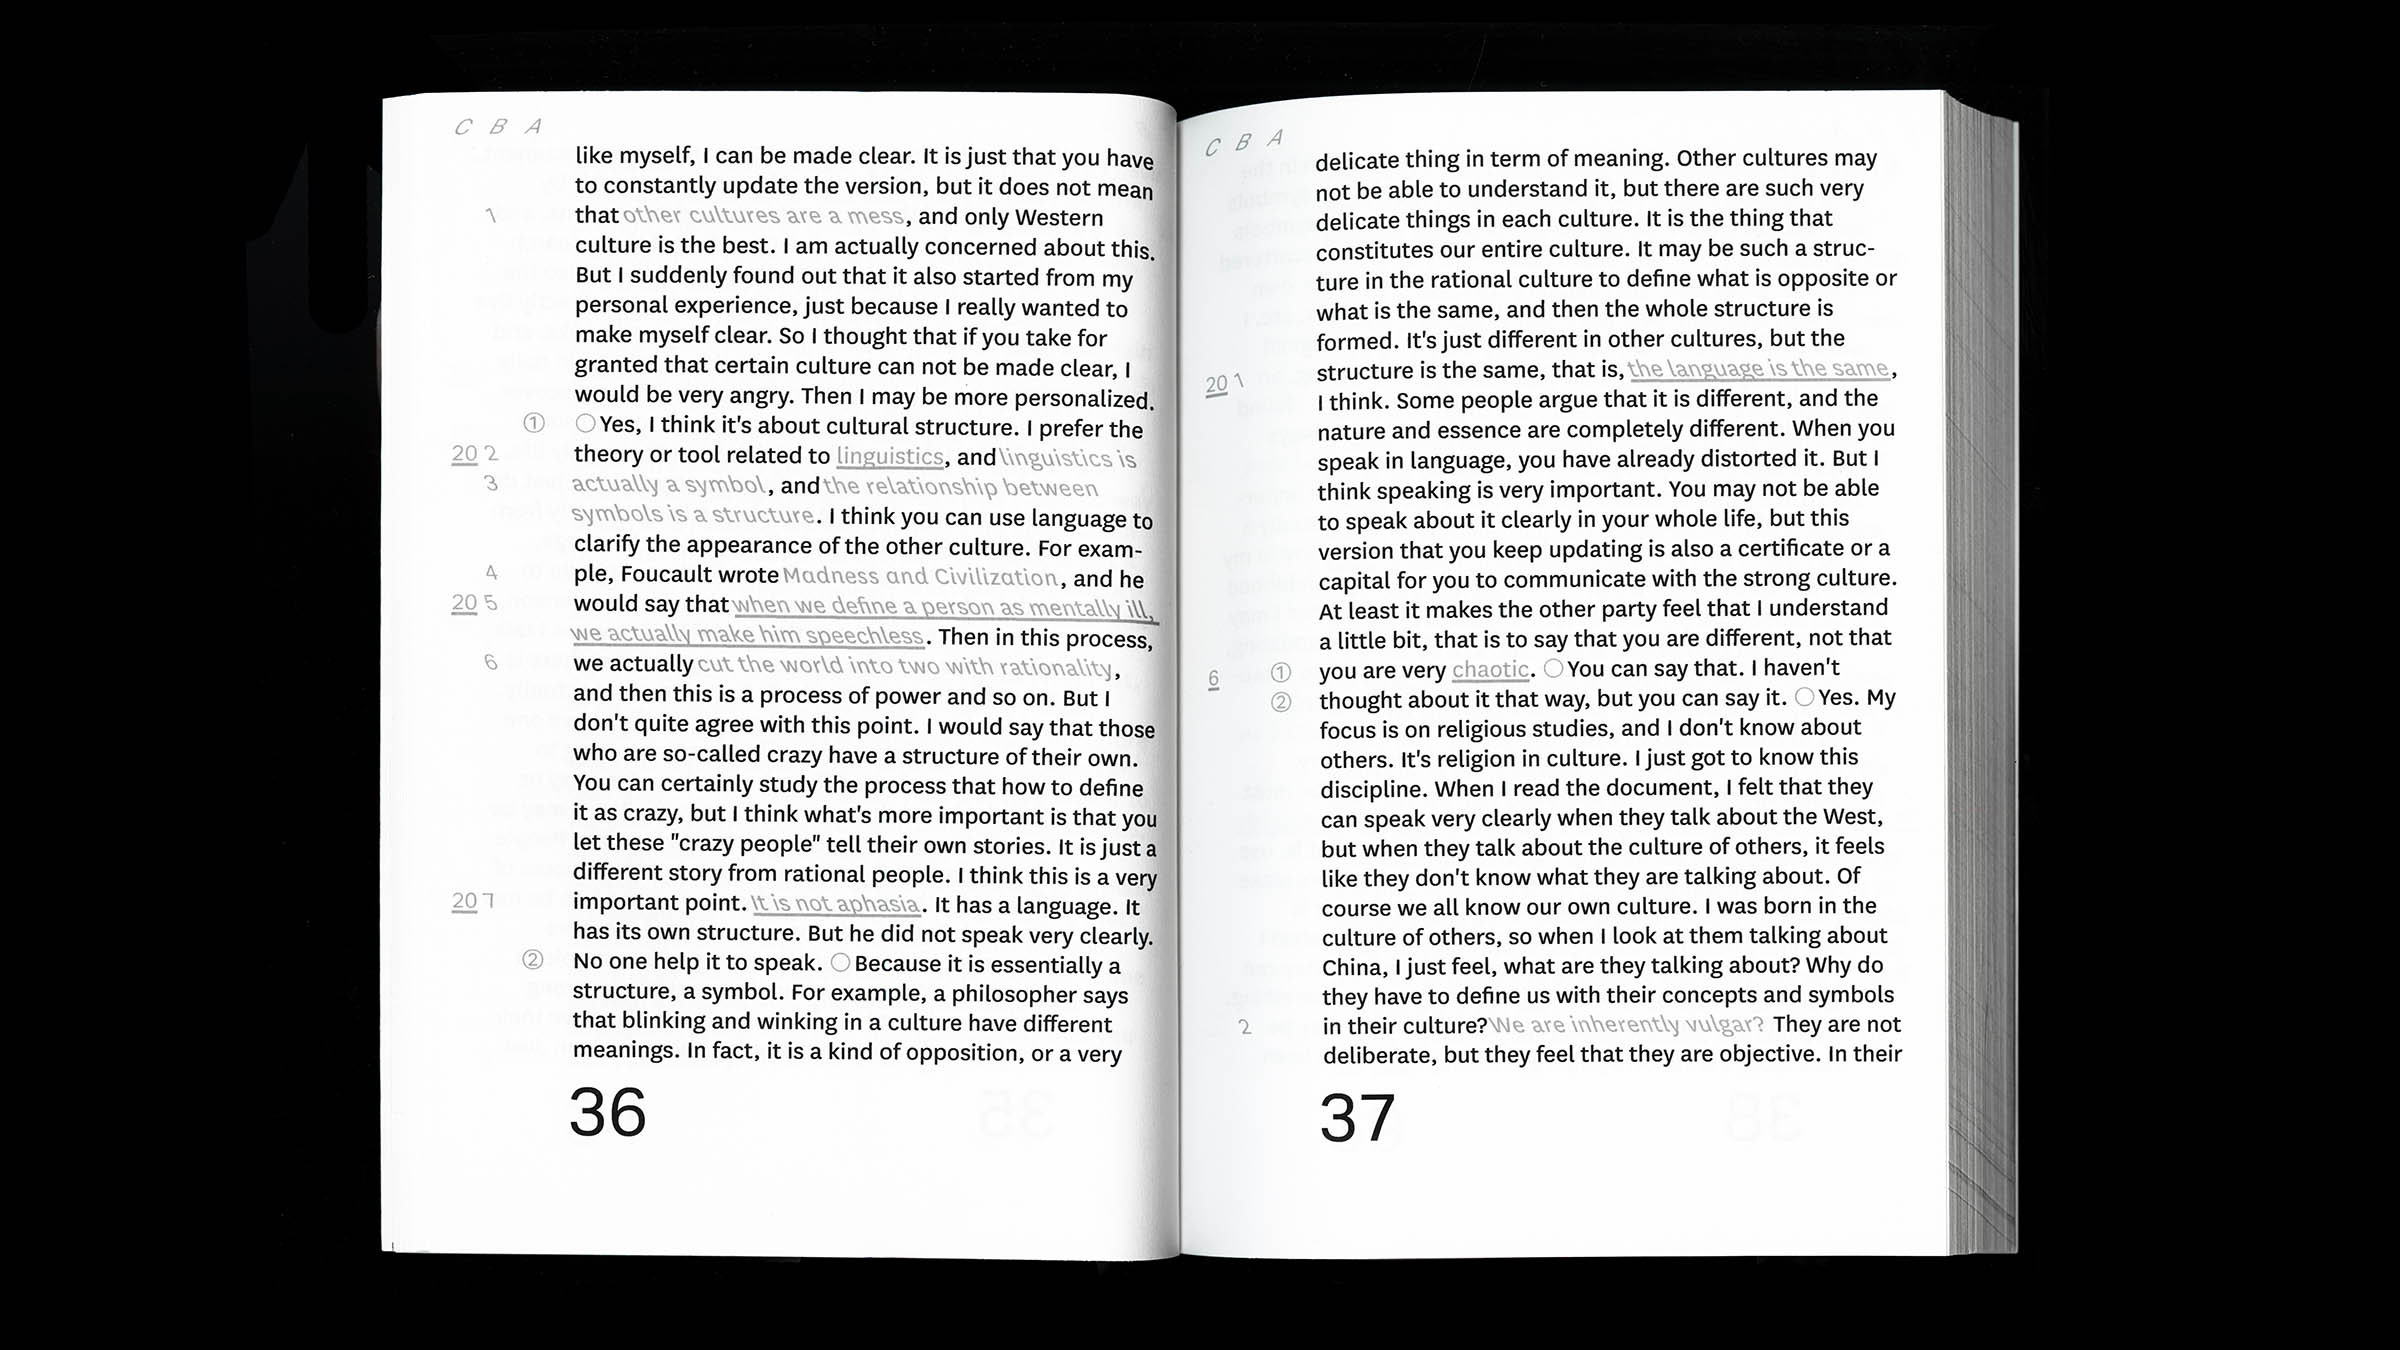 C B A
like myself, I can be made clear. It is just that you have
to constantly update the version, but it does not mean
1 that other cultures are a mess, and only Western
culture is the best. I am actually concerned about this.
But I suddenly found out that it also started from my
personal experience, just because I really wanted to
make myself clear. So I thought that if you take for
granted that certain culture can not be made clear, I
would be very angry. Then I may be more personalized.
① ○ Yes, I think it's about cultural structure. I prefer the
20 2 theory or tool related to linguistics, and linguistics is
3 actually a symbol, and the relationship between
symbols is a structure. I think you can use language to
clarify the appearance of the other culture. For exam-
4 ple, Foucault wrote Madness and Civilization, and he
20 5 would say that when we define a person as mentally ill,
we actually make him speechless. Then in this process,
6 we actually cut the world into two with rationality,
and then this is a process of power and so on. But I
don't quite agree with this point. I would say that those
who are so-called crazy have a structure of their own.
You can certainly study the process that how to define
it as crazy, but I think what's more important is that you
let these "crazy people" tell their own stories. It is just a
different story from rational people. I think this is a very
20 7 important point. It is not aphasia. It has a language. It
has its own structure. But he did not speak very clearly.
② No one help it to speak. ○ Because it is essentially a
structure, a symbol. For example, a philosopher says
that blinking and winking in a culture have different
meanings. In fact, it is a kind of opposition, or a very
36
C B A
delicate thing in term of meaning. Other cultures may
not be able to understand it, but there are such very
delicate things in each culture. It is the thing that
constitutes our entire culture. It may be such a struc-
ture in the rational culture to define what is opposite or
what is the same, and then the whole structure is
formed. It's just different in other cultures, but the
20 1 structure is the same, that is, the language is the same,
I think. Some people argue that it is different, and the
nature and essence are completely different. When you
speak in language, you have already distorted it. But I
think speaking is very important. You may not be able
to speak about it clearly in your whole life, but this
version that you keep updating is also a certificate or a
capital for you to communicate with the strong culture.
At least it makes the other party feel that I understand
a little bit, that is to say that you are different, not that
6 ① you are very chaotic. ○ You can say that. I haven't
② thought about it that way, but you can say it. ○ Yes. My
focus is on religious studies, and I don't know about
others. It's religion in culture. I just got to know this
discipline. When I read the document, I felt that they
can speak very clearly when they talk about the West,
but when they talk about the culture of others, it feels
like they don't know what they are talking about. Of
course we all know our own culture. I was born in the
culture of others, so when I look at them talking about
China, I just feel, what are they talking about? Why do
they have to define us with their concepts and symbols
2 in their culture? We are inherently vulgar? They are not
deliberate, but they feel that they are objective. In their
37